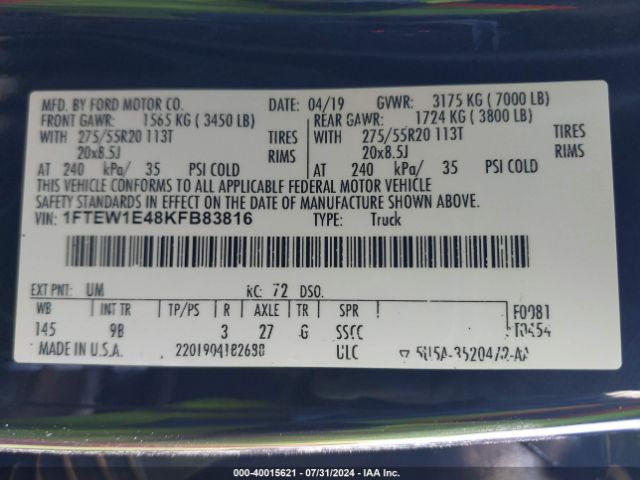 MFD. BY FORD MOTOR CO. DATE: 04/19 GVWR: 3175 KG ( 7000 LB)
FRONT GAWR: 1565 KG ( 3450 LB) REAR GAWR: 1724 KG ( 3800 LB)
WITH 275/55R20 113T TIRES WITH 275/55R20 113T TIRES
20x8.5J RIMS 20x8.5J RIMS
AT 240 kPa/ 35 PSI COLD AT 240 kPa/ 35 PSI COLD
THIS VEHICLE CONFORMS TO ALL APPLICABLE FEDERAL MOTOR VEHICLE
SAFETY STANDARDS IN EFFECT ON THE DATE OF MANUFACTURE SHOWN ABOVE.
VIN: 1FTEW1E48KFB83816 TYPE: Truck
EXT PNT: UM RC: 72 DSO:
WB INT TR TP/PS R AXLE TR SPR F0081
145 9B 3 27 G
MADE IN U.S.A.
000-40015621 | 07/31/2024 | IAA Inc.